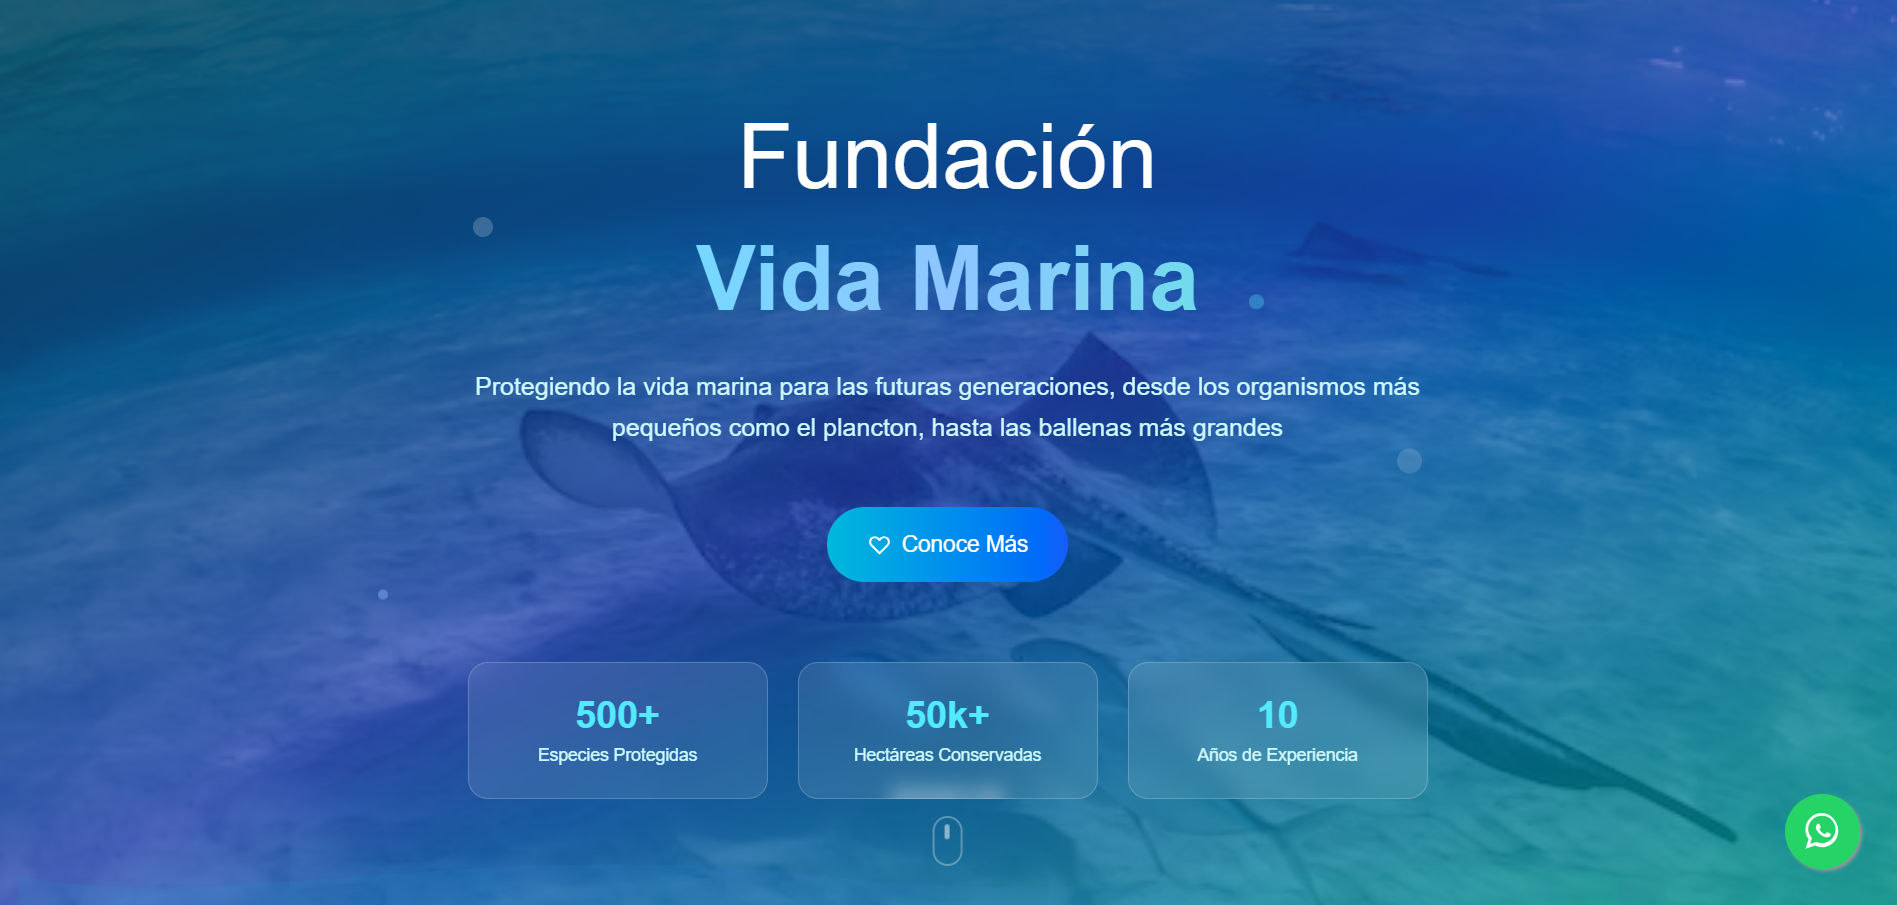 Fundación
Vida Marina
Protegiendo la vida marina para las futuras generaciones, desde los organismos más
pequeños como el plancton, hasta las ballenas más grandes
Conoce Más
500+
Especies Protegidas
50k+
Hectáreas Conservadas
10
Años de Experiencia